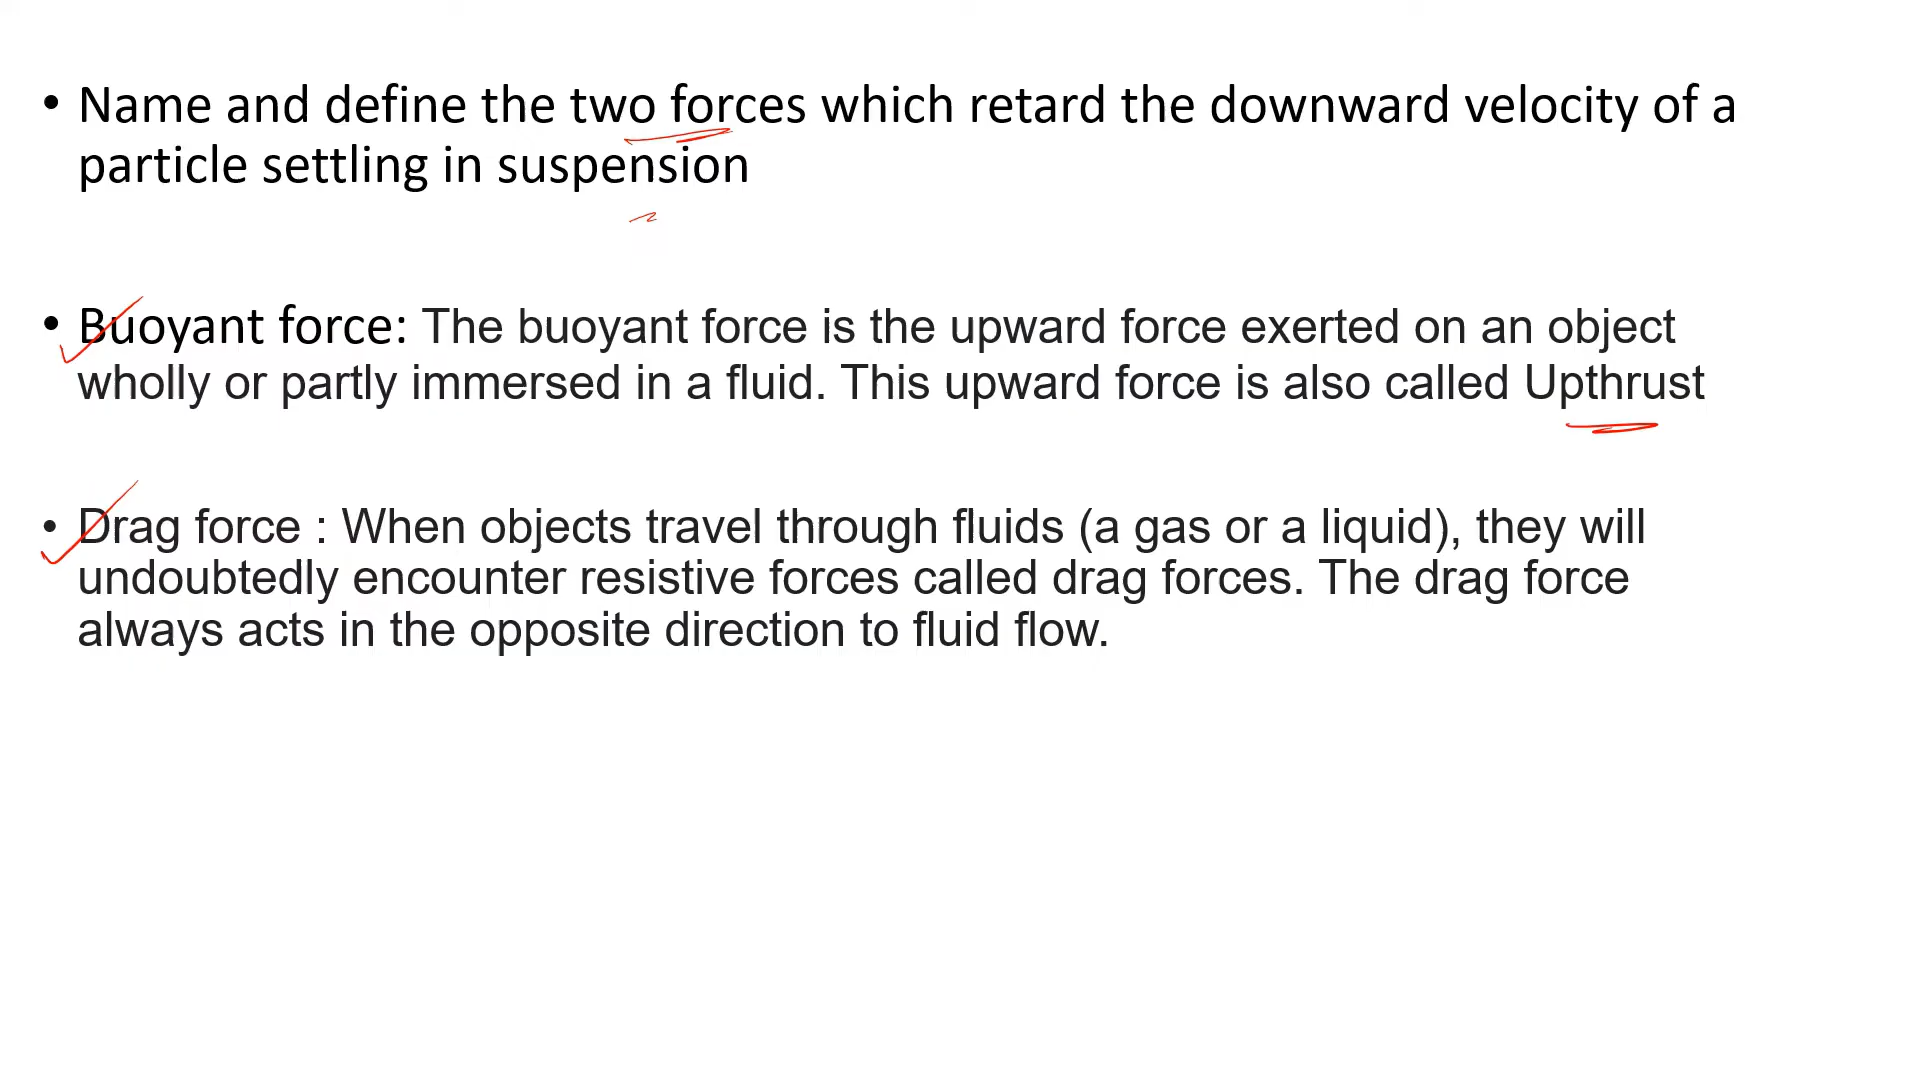 • Name and define the two forces which retard the downward velocity of a
particle settling in suspension
• Buoyant force: The buoyant force is the upward force exerted on an object
wholly or partly immersed in a fluid. This upward force is also called Upthrust
• Drag force : When objects travel through fluids (a gas or a liquid), they will
undoubtedly encounter resistive forces called drag forces. The drag force
always acts in the opposite direction to fluid flow.